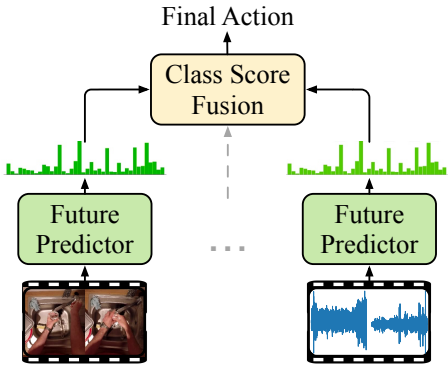 Final Action
Class Score
Fusion
Future
Predictor
...
Future
Predictor